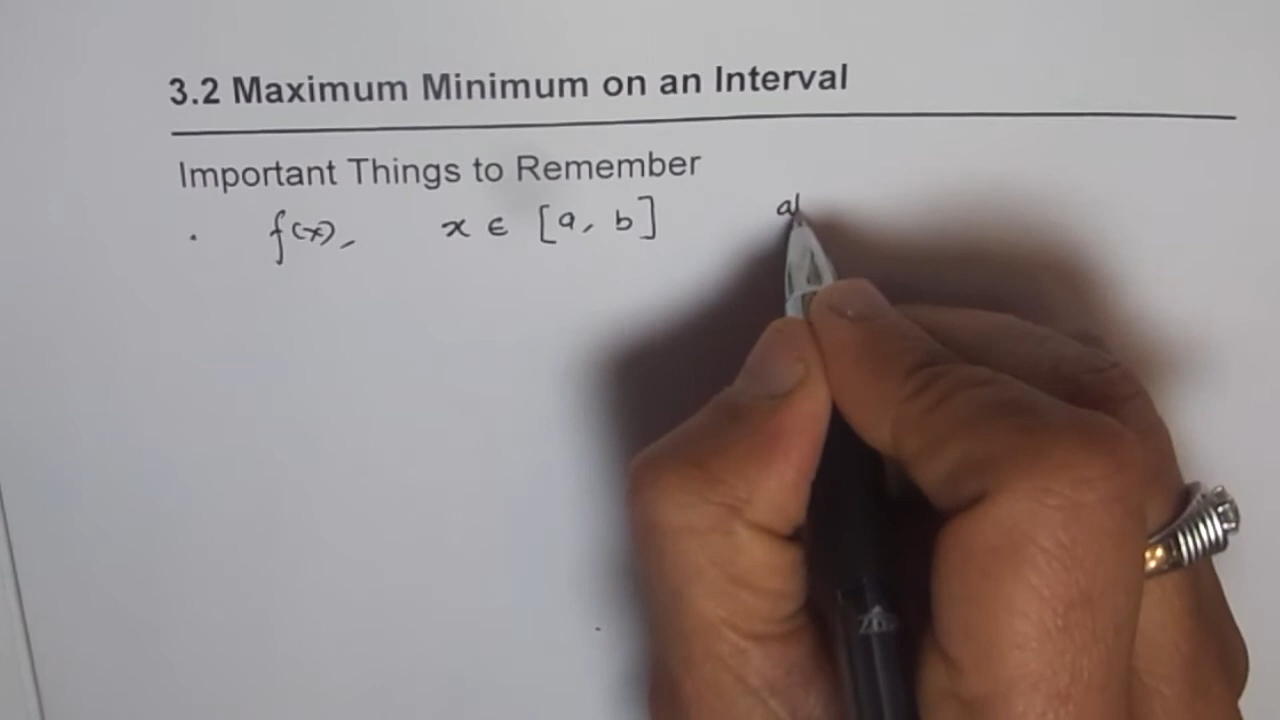 3.2 Maximum Minimum on an Interval
Important Things to Remember
· f(x), x ∈ [a, b]